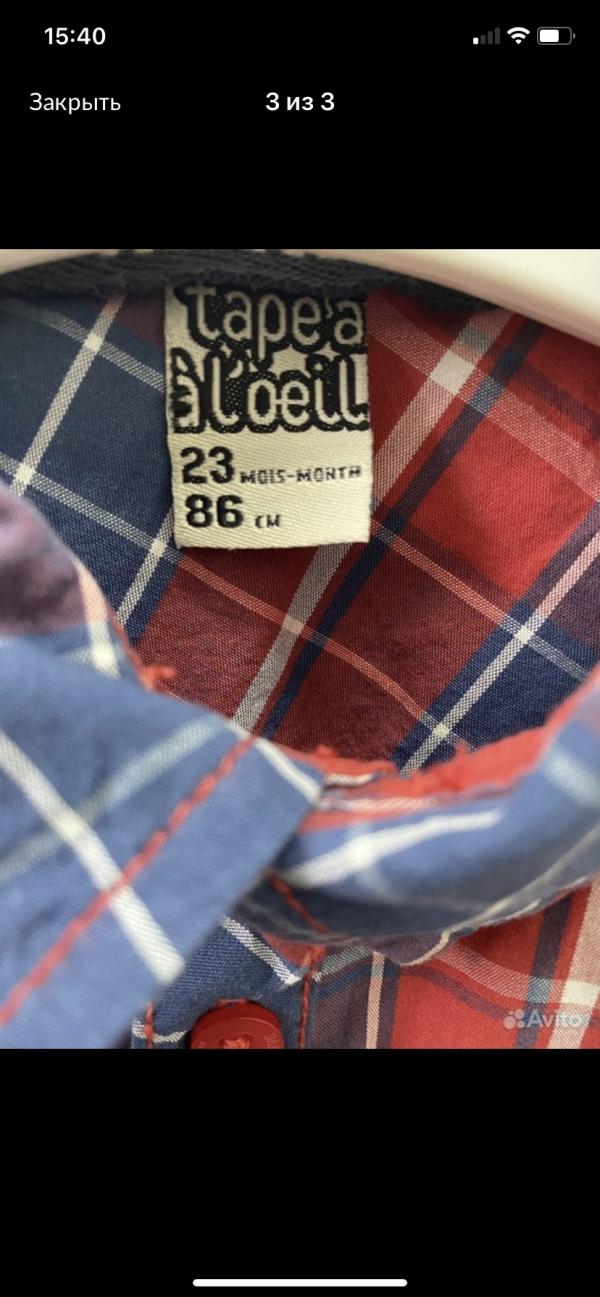 15:40
Закрыть
3 из 3
tape à
l'oeil
23 MOIS-MONTH
86 CM
Avito